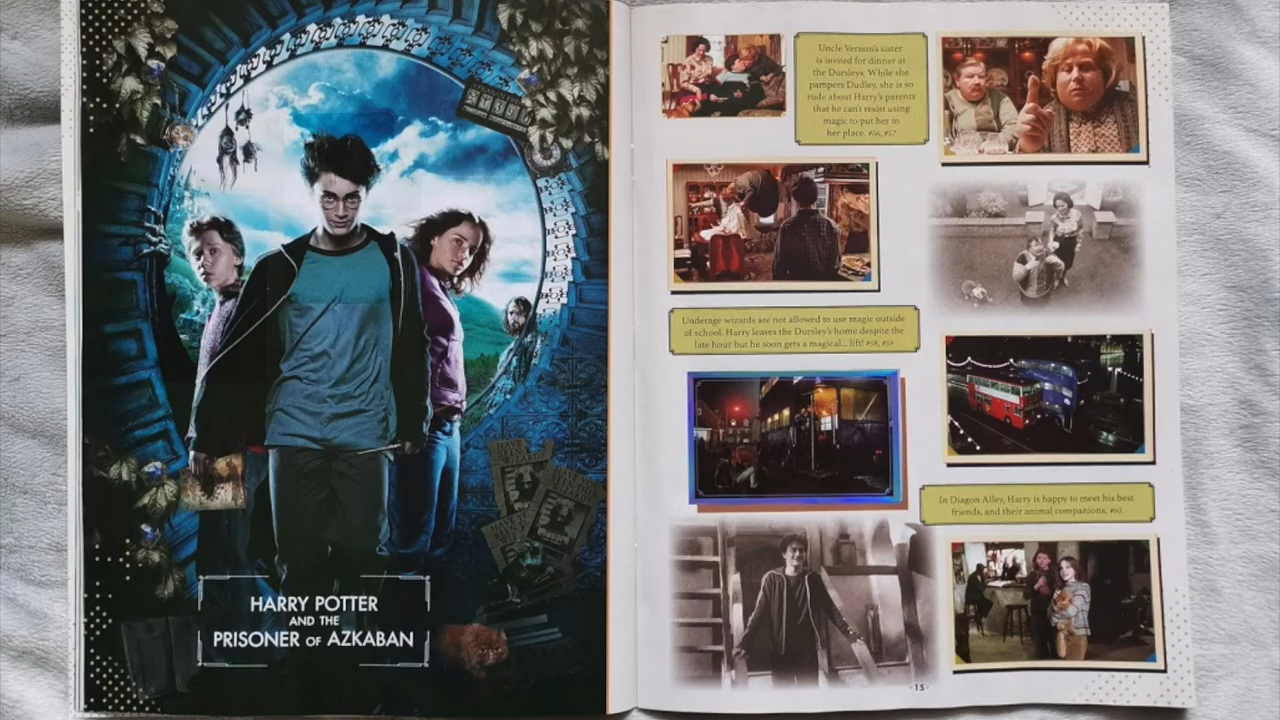 HARRY POTTER
AND THE
PRISONER OF AZKABAN
Uncle Vernon's sister
is invited for dinner at
the Dursleys. While she
pampers Dudley, she is so
rude about Harry's parents
that he can't resist using
magic to put her in
her place. #56, #57
Underage wizards are not allowed to use magic outside
of school. Harry leaves the Dursley's home despite the
late hour but he soon gets a magical... lift! #58, #59
In Diagon Alley, Harry is happy to meet his best
friends, and their animal companions. #60
15